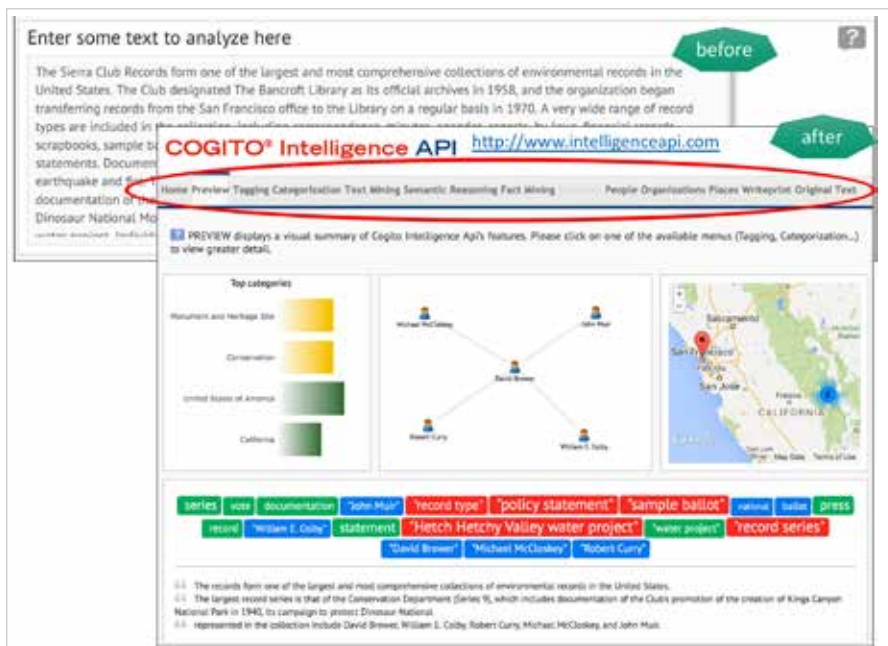 Enter some text to analyze here
before
?
The Sierra Club Records form one of the largest and most comprehensive collections of environmental records in the
United States. The Club designated The Bancroft Library as its official archives in 1958, and the organization began
transferring records from the San Francisco office to the Library on a regular basis in 1970. A very wide range of record
types are included in the
scrapbooks, sample ba
statements. Documen
earthquake and fire.
documentation of the
Dinosaur National Mo
COGITO® Intelligence API http://www.intelligenceapi.com
after
Home Preview Tagging Categorization Text Mining Semantic Reasoning Fact Mining People Organizations Places Writeprint Original Text
? PREVIEW displays a visual summary of Cogito Intelligence Api's features. Please click on one of the available menus (Tagging, Categorization...)
to view greater detail.
Top categories
Monument and Heritage Site
Conservation
United States of America
California
Michael McCloskey
John Muir
David Brower
Robert Curry
William E. Colby
+
-
Sacramento
San Francisco
San Jose
Fresno
CALIFORNIA
Map Data Terms of Use
series vote documentation "John Muir" "record type" "policy statement" "sample ballot" national ballot press
record "William E. Colby" statement "Hetch Hetchy Valley water project" "water project" "record series"
"David Brower" "Michael McCloskey" "Robert Curry"
The records form one of the largest and most comprehensive collections of environmental records in the United States.
The largest record series is that of the Conservation Department (Series 9), which includes documentation of the Club's promotion of the creation of Kings Canyon
National Park in 1940, its campaign to protect Dinosaur National
represented in the collection include David Brower, William E. Colby, Robert Curry, Michael McCloskey, and John Muir.